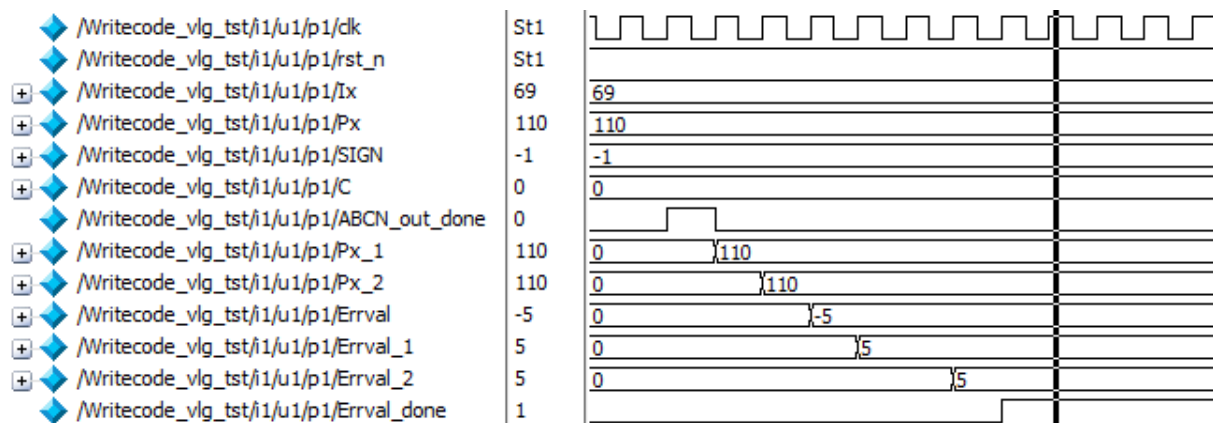 /Writecode_vlg_tst/i1/u1/p1/clk St1
/Writecode_vlg_tst/i1/u1/p1/rst_n St1
/Writecode_vlg_tst/i1/u1/p1/Ix 69 69
/Writecode_vlg_tst/i1/u1/p1/Px 110 110
/Writecode_vlg_tst/i1/u1/p1/SIGN -1 -1
/Writecode_vlg_tst/i1/u1/p1/C 0 0
/Writecode_vlg_tst/i1/u1/p1/ABCN_out_done 0
/Writecode_vlg_tst/i1/u1/p1/Px_1 110 0 110
/Writecode_vlg_tst/i1/u1/p1/Px_2 110 0 110
/Writecode_vlg_tst/i1/u1/p1/Errval -5 0 -5
/Writecode_vlg_tst/i1/u1/p1/Errval_1 5 0 5
/Writecode_vlg_tst/i1/u1/p1/Errval_2 5 0 5
/Writecode_vlg_tst/i1/u1/p1/Errval_done 1